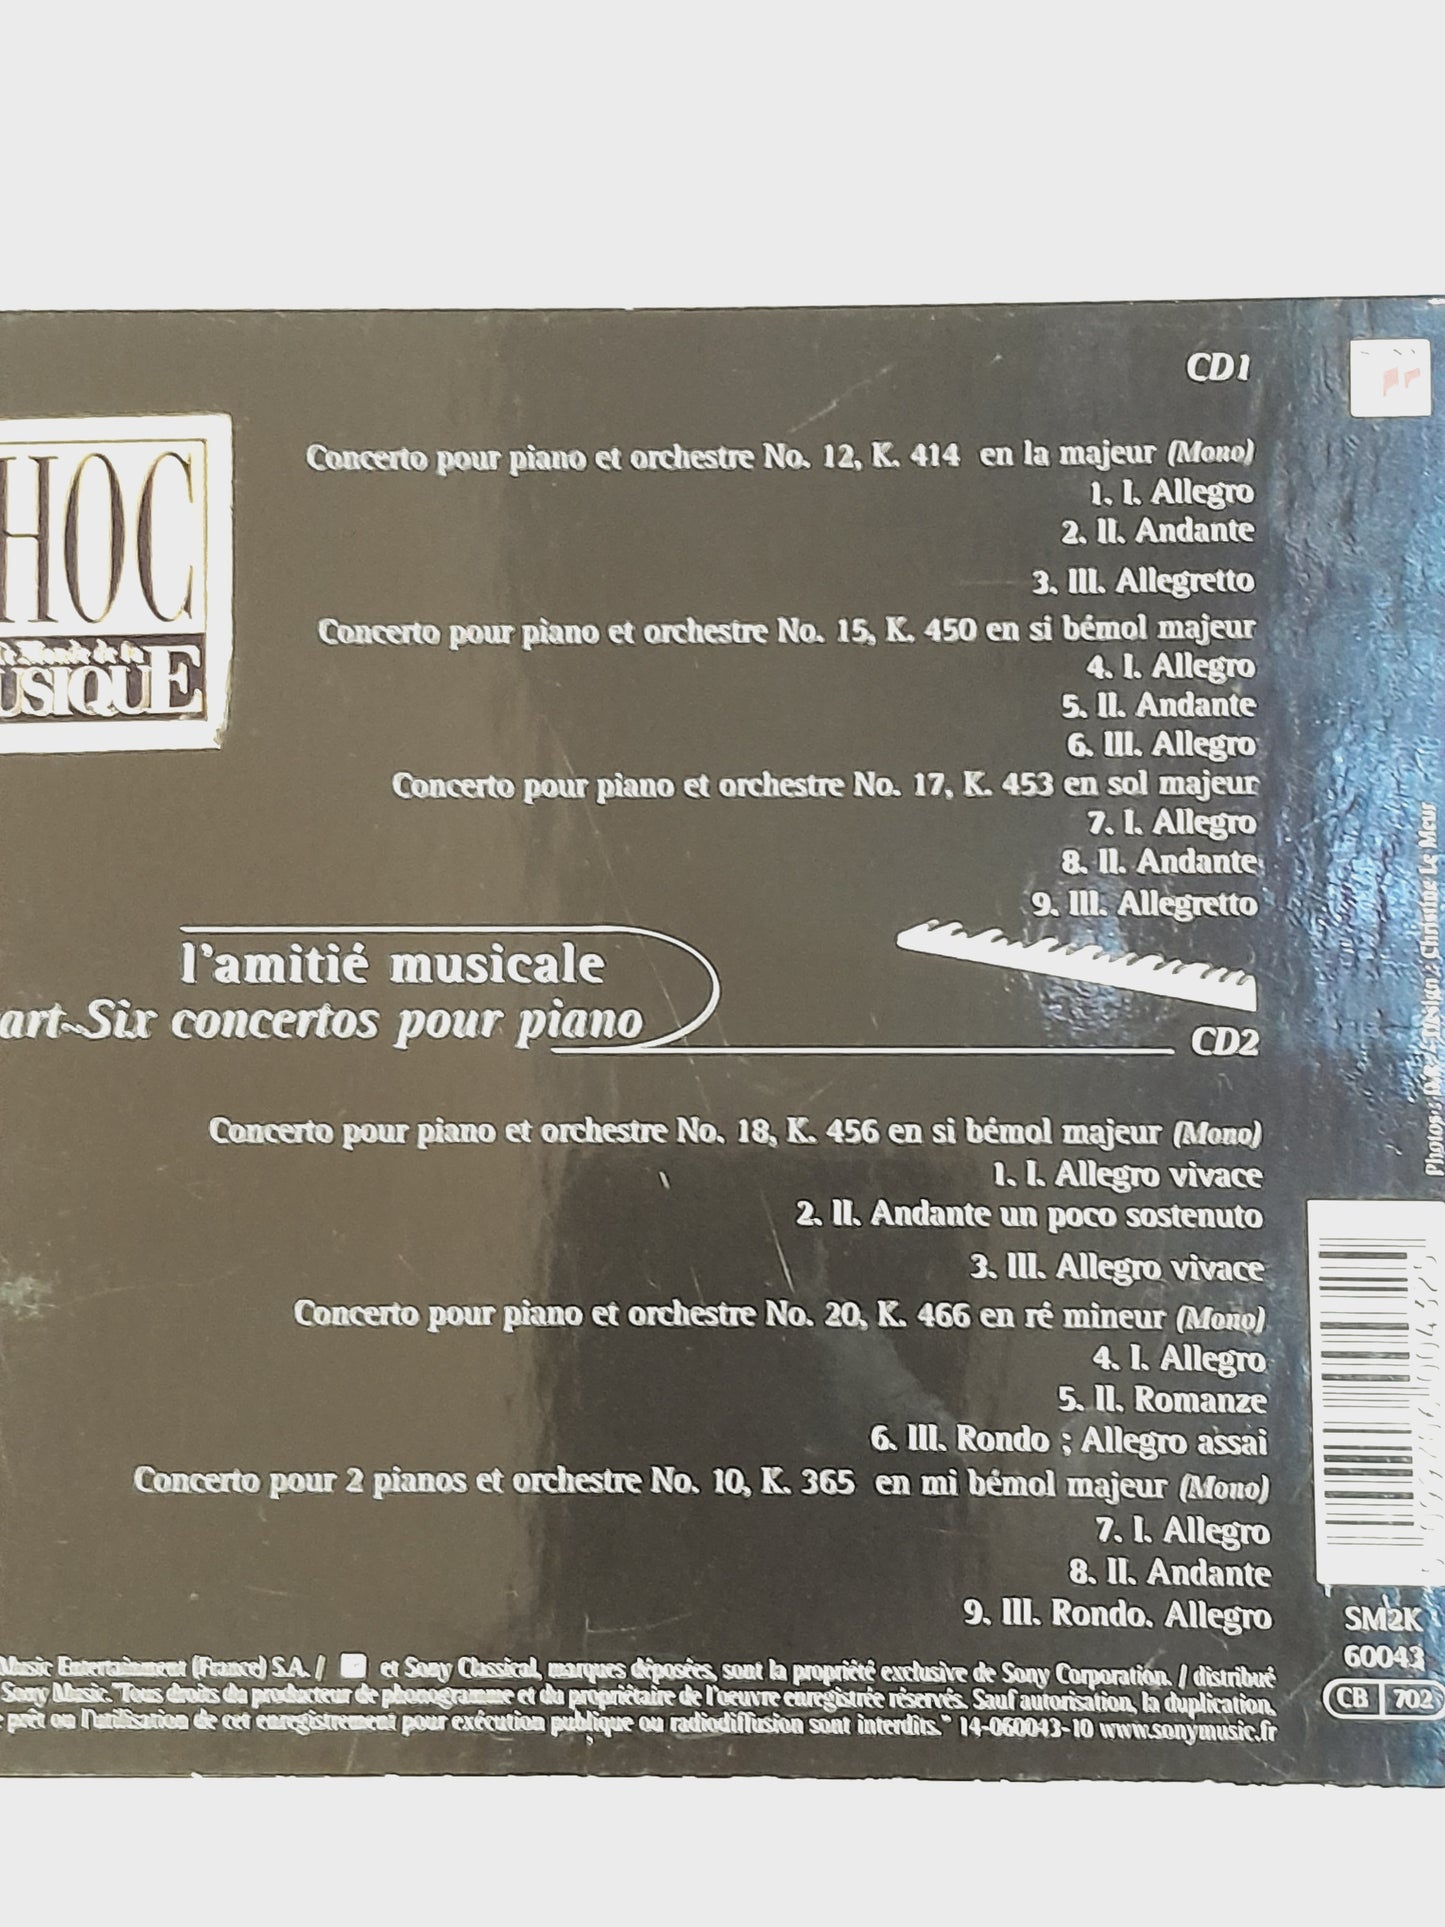 CD1
HOC
Le Monde de la
USIQUE
Concerto pour piano et orchestre No. 12, K. 414 en la majeur (Mono)
1. I. Allegro
2. II. Andante
3. III. Allegretto
Concerto pour piano et orchestre No. 15, K. 450 en si bémol majeur
4. I. Allegro
5. II. Andante
6. III. Allegro
Concerto pour piano et orchestre No. 17, K. 453 en sol majeur
7. I. Allegro
8. II. Andante
9. III. Allegretto
l'amitié musicale
art~Six concertos pour piano
CD2
Concerto pour piano et orchestre No. 18, K. 456 en si bémol majeur (Mono)
1. I. Allegro vivace
2. II. Andante un poco sostenuto
3. III. Allegro vivace
Concerto pour piano et orchestre No. 20, K. 466 en ré mineur (Mono)
4. I. Allegro
5. II. Romanze
6. III. Rondo ; Allegro assai
Concerto pour 2 pianos et orchestre No. 10, K. 365 en mi bémol majeur (Mono)
7. I. Allegro
8. II. Andante
9. III. Rondo. Allegro
Music Entertainment (France) S.A. / et Sony Classical, marques déposées, sont la propriété exclusive de Sony Corporation. / distribué
Sony Music. "Tous droits du producteur de phonogramme et du propriétaire de l'oeuvre enregistrée réservés. Sauf autorisation, la duplication,
prêt ou l'utilisation de cet enregistrement pour exécution publique ou radiodiffusion sont interdits." 14-060043-10 www.sonymusic.fr
Photos : D.R. / Design : Christine Le Meur
SM2K
60043
CB 702